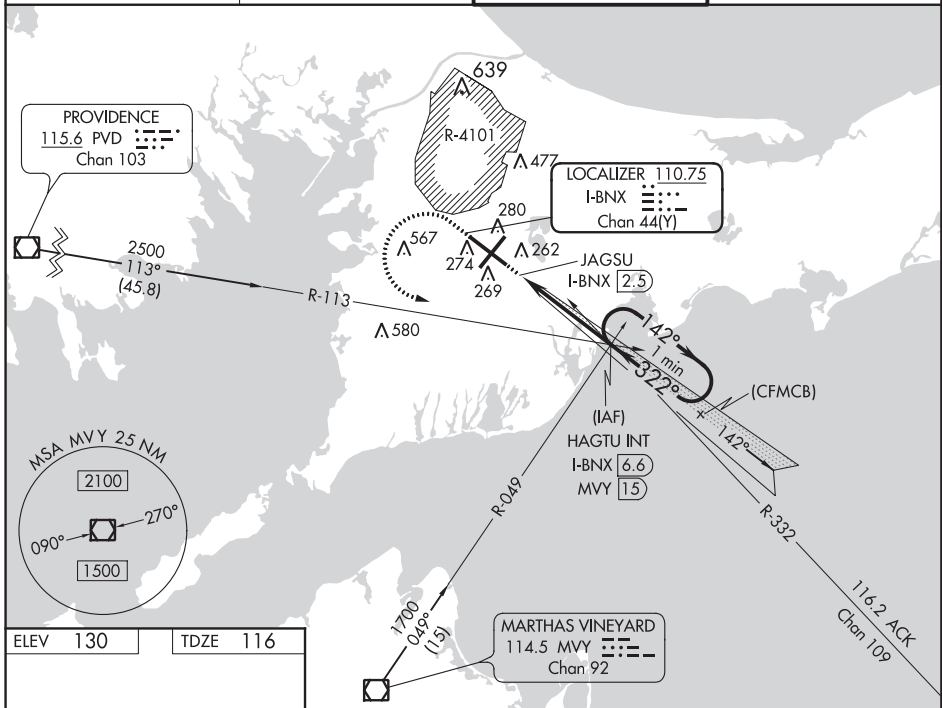 639
PROVIDENCE
115.6 PVD
Chan 103
R-4101
477
LOCALIZER 110.75
I-BNX
Chan 44(Y)
280
567
274
262
269
JAGSU
I-BNX 2.5
2500
113°
(45.8)
R-113
580
142°
1 min
322°
(CFMCB)
142°
(IAF)
HAGTU INT
I-BNX 6.6
MVY 15
MSA MVY 25 NM
2100
270°
090°
1500
R-049
R-332
116.2 ACK
Chan 109
1700
049°
(15)
MARTHAS VINEYARD
114.5 MVY
Chan 92
ELEV 130
TDZE 116